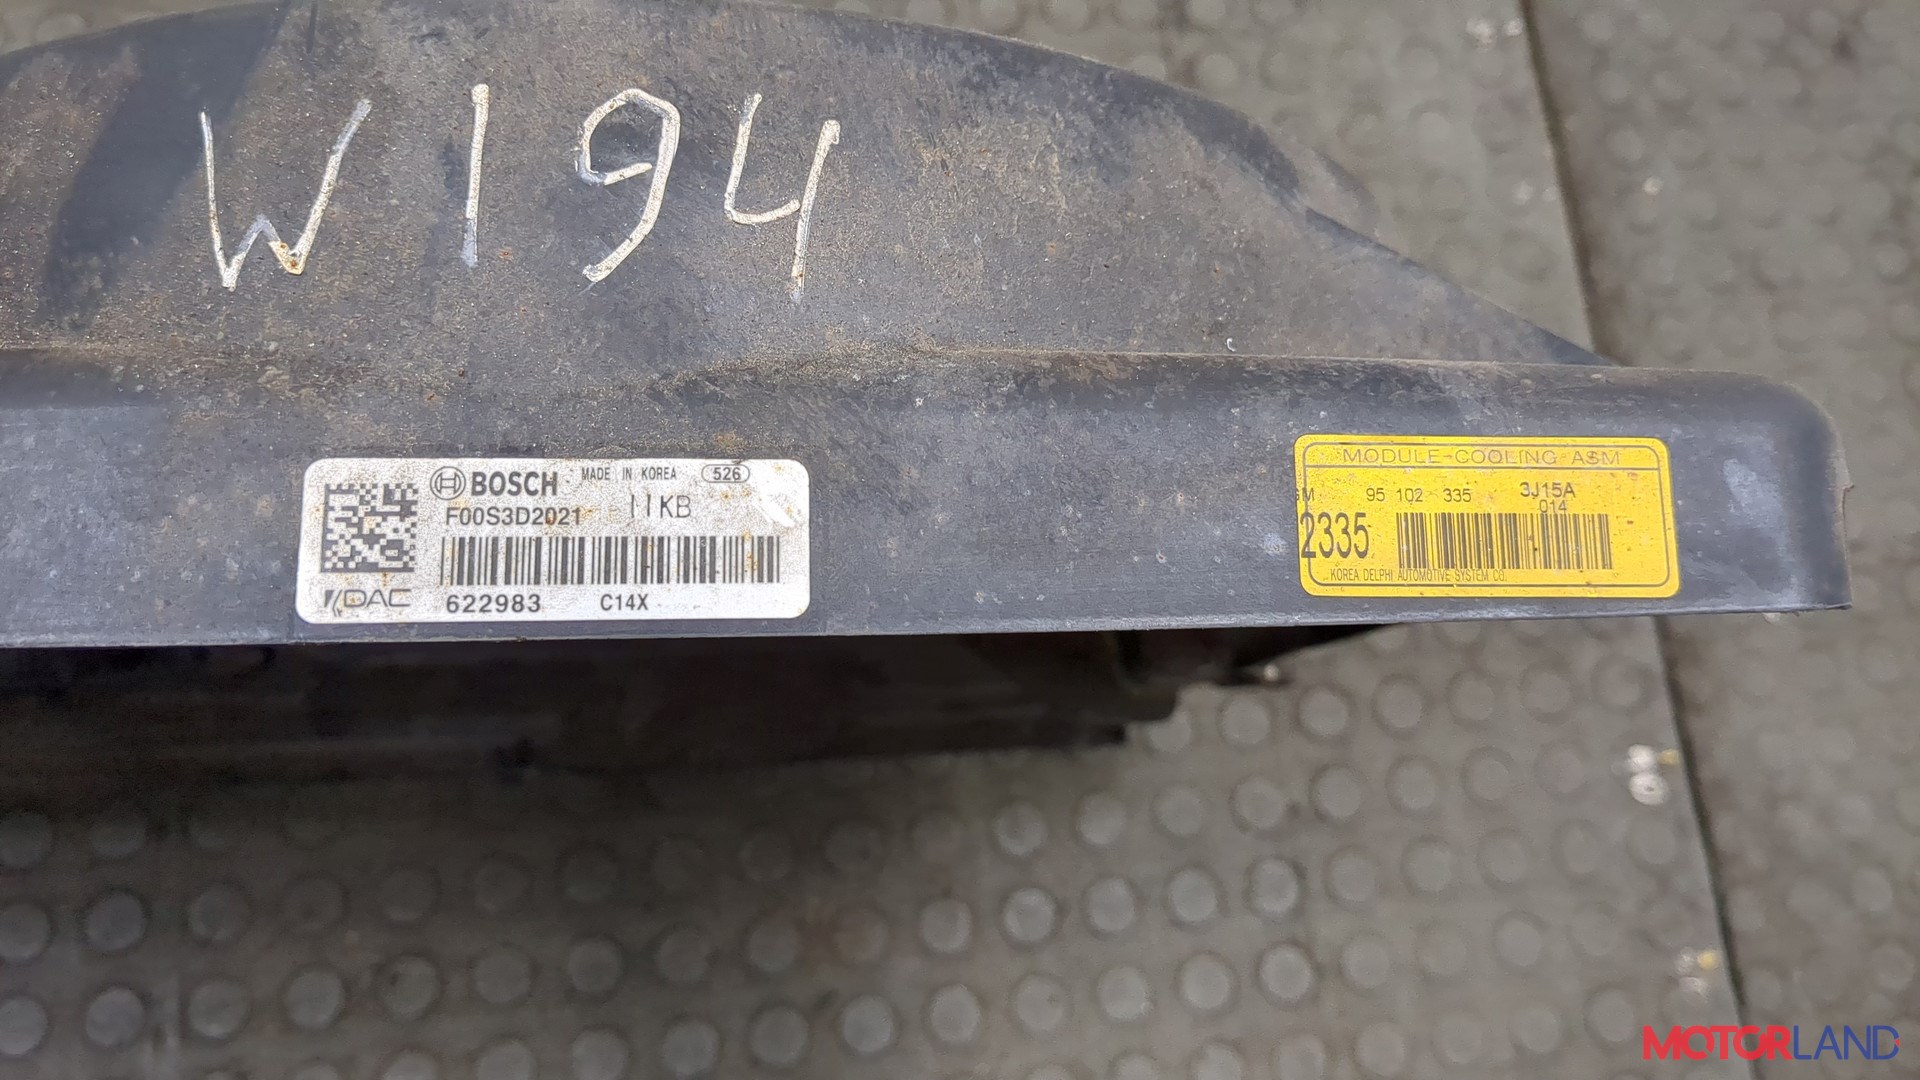 W194
BOSCH MADE IN KOREA 526
F00S3D2021 11KB
DAC 622983 C14X
MODULE-COOLING ASM
GM 95 102 335 3J15A
014
2335
KOREA DELPHI AUTOMOTIVE SYSTEM CO.
MOTORLAND